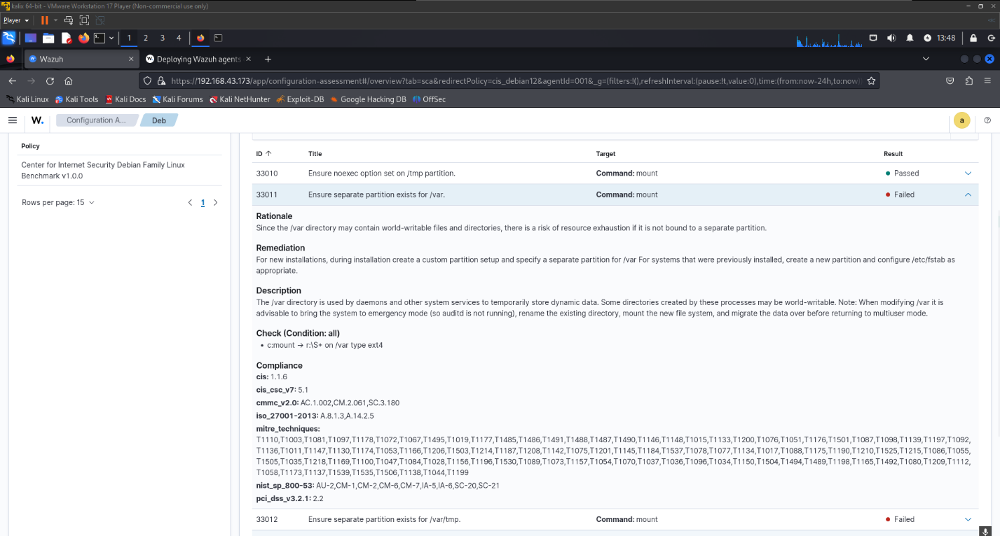 kalix 64-bit - VMware Workstation 17 Player (Non-commercial use only)
Player
1 2 3 4
13:48
Wazuh
Deploying Wazuh agents
https://192.168.43.173/app/configuration-assessment#/overview?tab=sca&redirectPolicy=cis_debian12&agentId=001&_g=(filters:!(),refreshInterval:(pause:!t,value:0),time:(from:now-24h,to:now)
Kali Linux Kali Tools Kali Docs Kali Forums Kali NetHunter Exploit-DB Google Hacking DB OffSec
W. Configuration A... Deb a
Policy
Center for Internet Security Debian Family Linux
Benchmark v1.0.0
Rows per page: 15 1
ID Title Target Result
33010 Ensure noexec option set on /tmp partition. Command: mount Passed
33011 Ensure separate partition exists for /var. Command: mount Failed
Rationale
Since the /var directory may contain world-writable files and directories, there is a risk of resource exhaustion if it is not bound to a separate partition.
Remediation
For new installations, during installation create a custom partition setup and specify a separate partition for /var For systems that were previously installed, create a new partition and configure /etc/fstab as
appropriate.
Description
The /var directory is used by daemons and other system services to temporarily store dynamic data. Some directories created by these processes may be world-writable. Note: When modifying /var it is
advisable to bring the system to emergency mode (so auditd is not running), rename the existing directory, mount the new file system, and migrate the data over before returning to multiuser mode.
Check (Condition: all)
• c:mount → r:\S+ on /var type ext4
Compliance
cis: 1.1.6
cis_csc_v7: 5.1
cmmc_v2.0: AC.1.002,CM.2.061,SC.3.180
iso_27001-2013: A.8.1.3,A.14.2.5
mitre_techniques:
T1110,T1003,T1081,T1097,T1178,T1072,T1067,T1495,T1019,T1177,T1485,T1486,T1491,T1488,T1487,T1490,T1146,T1148,T1015,T1133,T1200,T1076,T1051,T1176,T1501,T1087,T1098,T1139,T1197,T1092,
T1136,T1011,T1147,T1130,T1174,T1053,T1166,T1206,T1503,T1214,T1187,T1208,T1142,T1075,T1201,T1145,T1184,T1537,T1078,T1077,T1134,T1017,T1088,T1175,T1190,T1210,T1525,T1215,T1086,T1055,
T1505,T1035,T1218,T1169,T1100,T1047,T1084,T1028,T1156,T1196,T1530,T1089,T1073,T1157,T1054,T1070,T1037,T1036,T1096,T1034,T1150,T1504,T1494,T1489,T1198,T1165,T1492,T1080,T1209,T1112,
T1058,T1173,T1137,T1539,T1535,T1506,T1138,T1044,T1199
nist_sp_800-53: AU-2,CM-1,CM-2,CM-6,CM-7,IA-5,IA-6,SC-20,SC-21
pci_dss_v3.2.1: 2.2
33012 Ensure separate partition exists for /var/tmp. Command: mount Failed